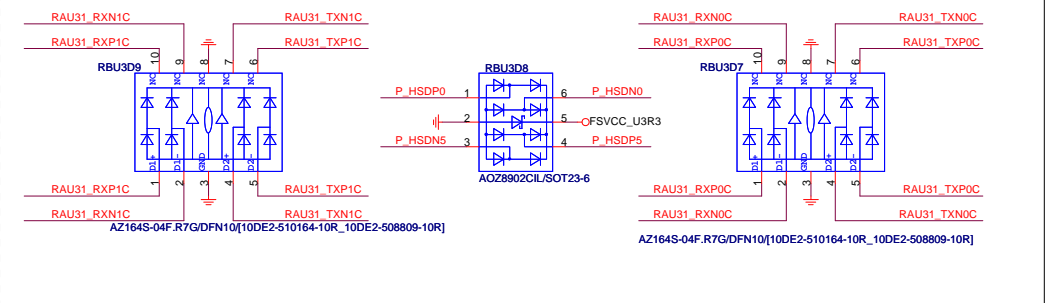 RAU31_RXN1C
RAU31_TXN1C
RAU31_RXP1C
RAU31_TXP1C
10 9 8 7 6
RBU3D9
NC NC NC NC
D1+ D1- GND D2+ D2-
1 2 3 4 5
RAU31_RXP1C
RAU31_TXP1C
RAU31_RXN1C
RAU31_TXN1C
AZ164S-04F.R7G/DFN10/[10DE2-510164-10R_10DE2-508809-10R]
RBU3D8
P_HSDP0
1
6
P_HSDN0
2
5
FSVCC_U3R3
P_HSDN5
3
4
P_HSDP5
AOZ8902CIL/SOT23-6
RAU31_RXN0C
RAU31_TXN0C
RAU31_RXP0C
RAU31_TXP0C
10 9 8 7 6
RBU3D7
NC NC NC NC
D1+ D1- GND D2+ D2-
1 2 3 4 5
RAU31_RXP0C
RAU31_TXP0C
RAU31_RXN0C
RAU31_TXN0C
AZ164S-04F.R7G/DFN10/[10DE2-510164-10R_10DE2-508809-10R]